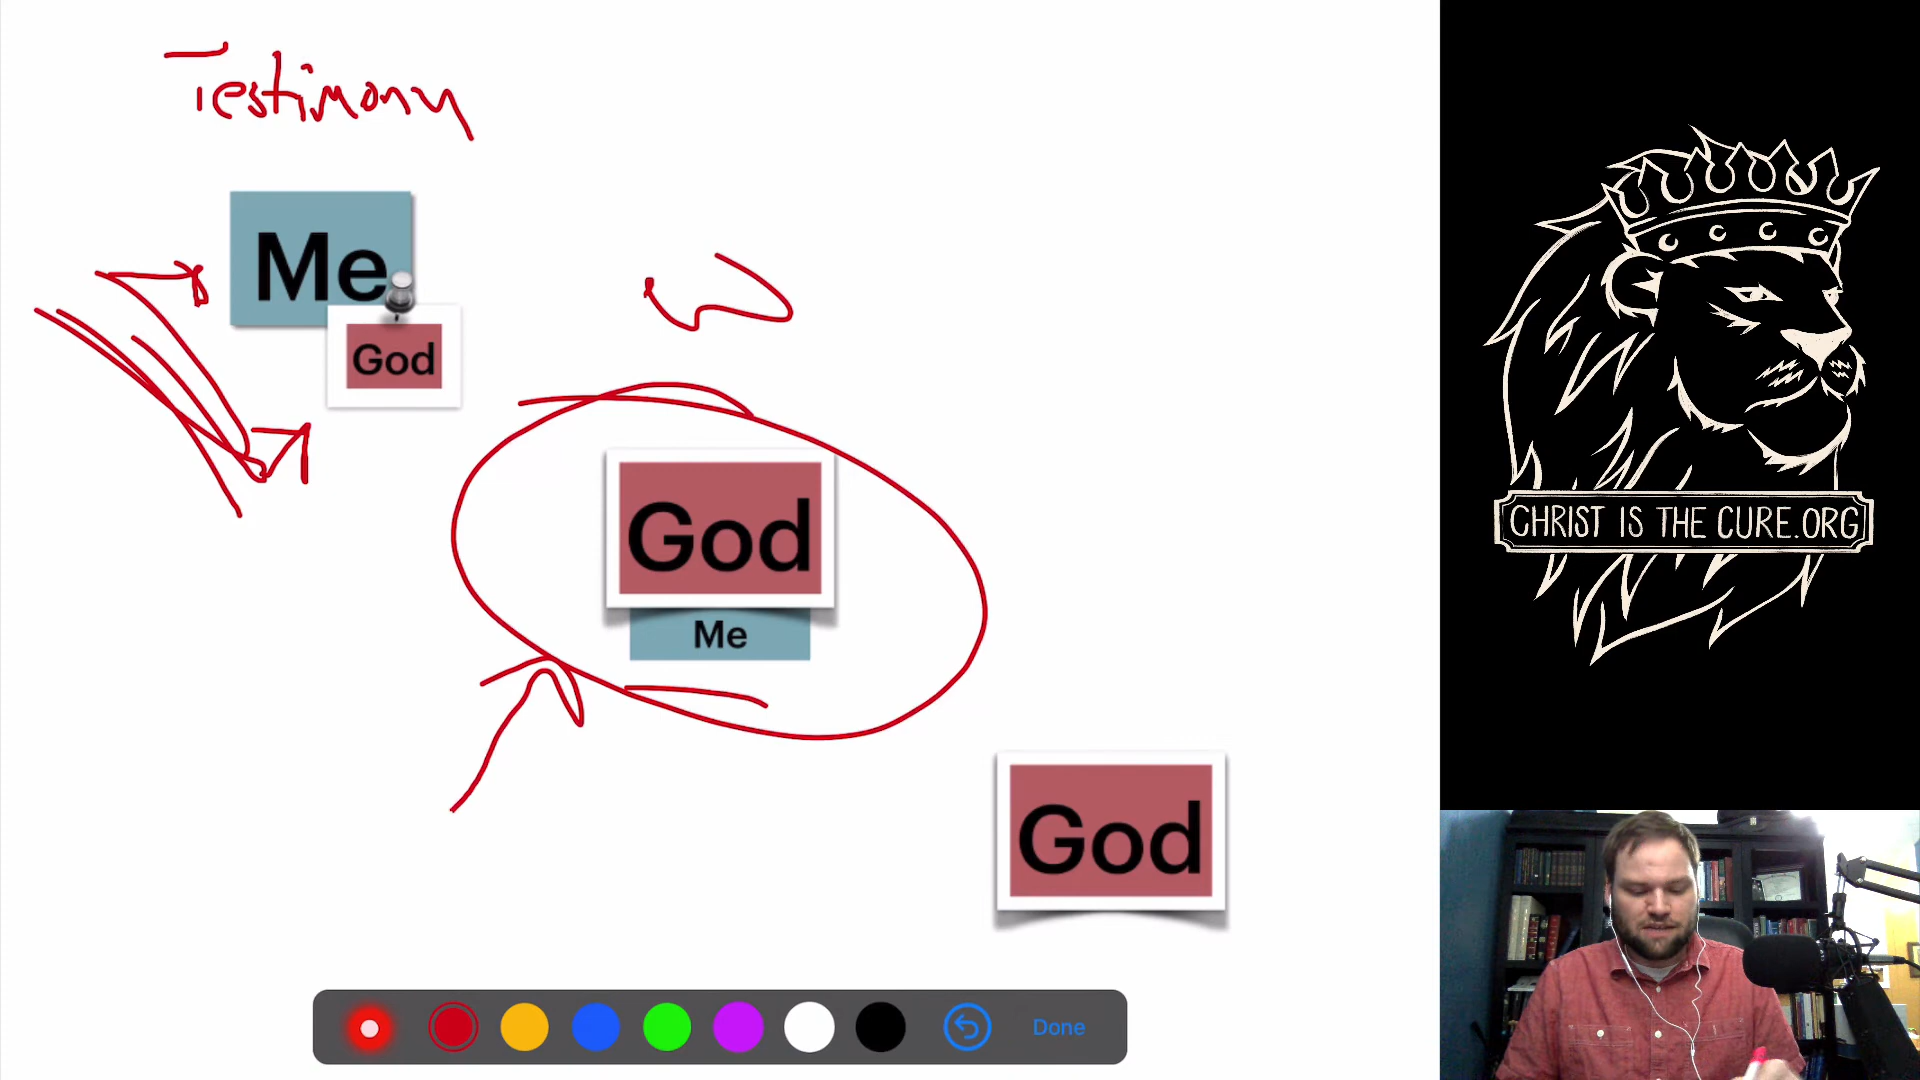 Testimony
Me
God
God
Me
God
Done
CHRIST IS THE CURE.ORG